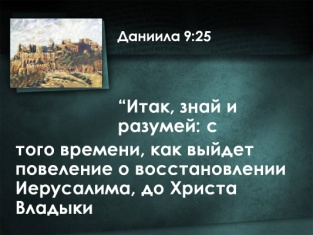 Даниила 9:25
“Итак, знай и
разумей: с
того времени, как выйдет
повеление о восстановлении
Иерусалима, до Христа
Владыки